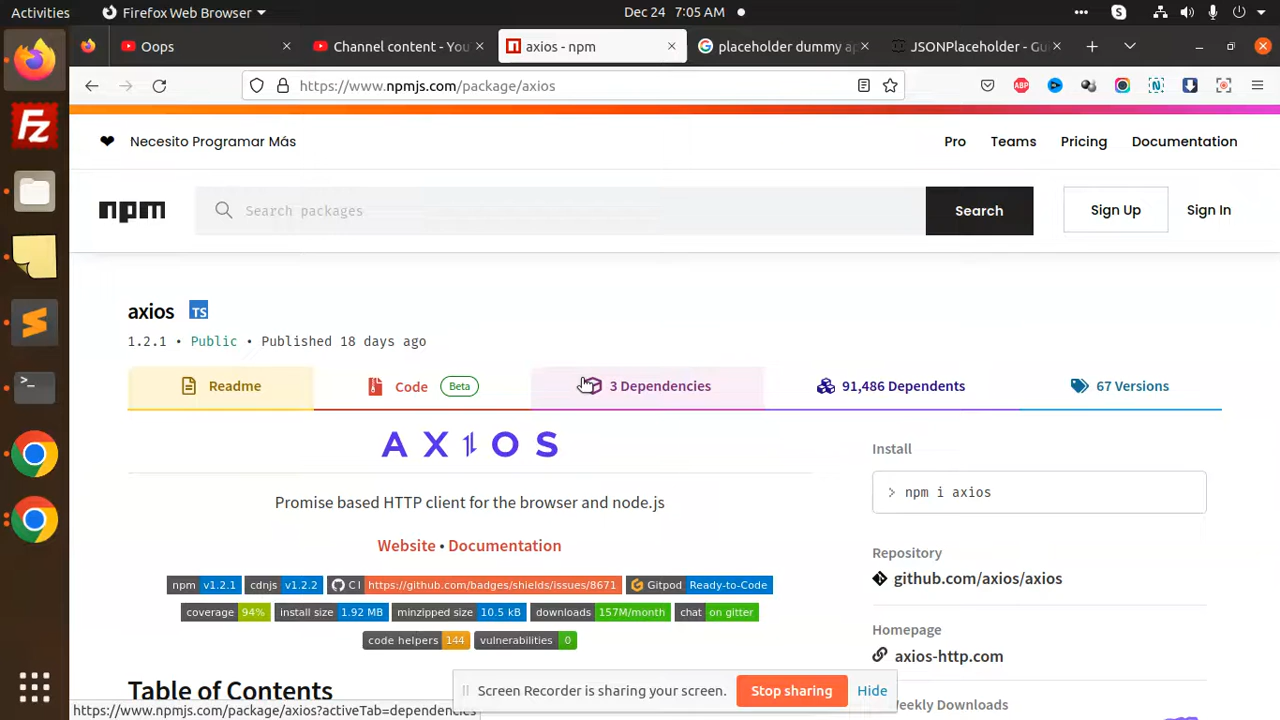 Activities
Firefox Web Browser
Dec 24 7:05 AM
Oops
Channel content - You
axios - npm
placeholder dummy ap
JSONPlaceholder - Gu
https://www.npmjs.com/package/axios
ABP
N
Fz
❤ Necesito Programar Más
Pro
Teams
Pricing
Documentation
npm
Search packages
Search
Sign Up
Sign In
axios TS
1.2.1 • Public • Published 18 days ago
Readme
Code Beta
3 Dependencies
91,486 Dependents
67 Versions
AXIOS
Promise based HTTP client for the browser and node.js
Website • Documentation
npm v1.2.1 cdnjs v1.2.2 CI https://github.com/badges/shields/issues/8671 Gitpod Ready-to-Code
coverage 94% install size 1.92 MB minzipped size 10.5 kB downloads 157M/month chat on gitter
code helpers 144 vulnerabilities 0
Table of Contents
Install
> npm i axios
Repository
github.com/axios/axios
Homepage
axios-http.com
Weekly Downloads
Screen Recorder is sharing your screen.
Stop sharing
Hide
https://www.npmjs.com/package/axios?activeTab=dependencies